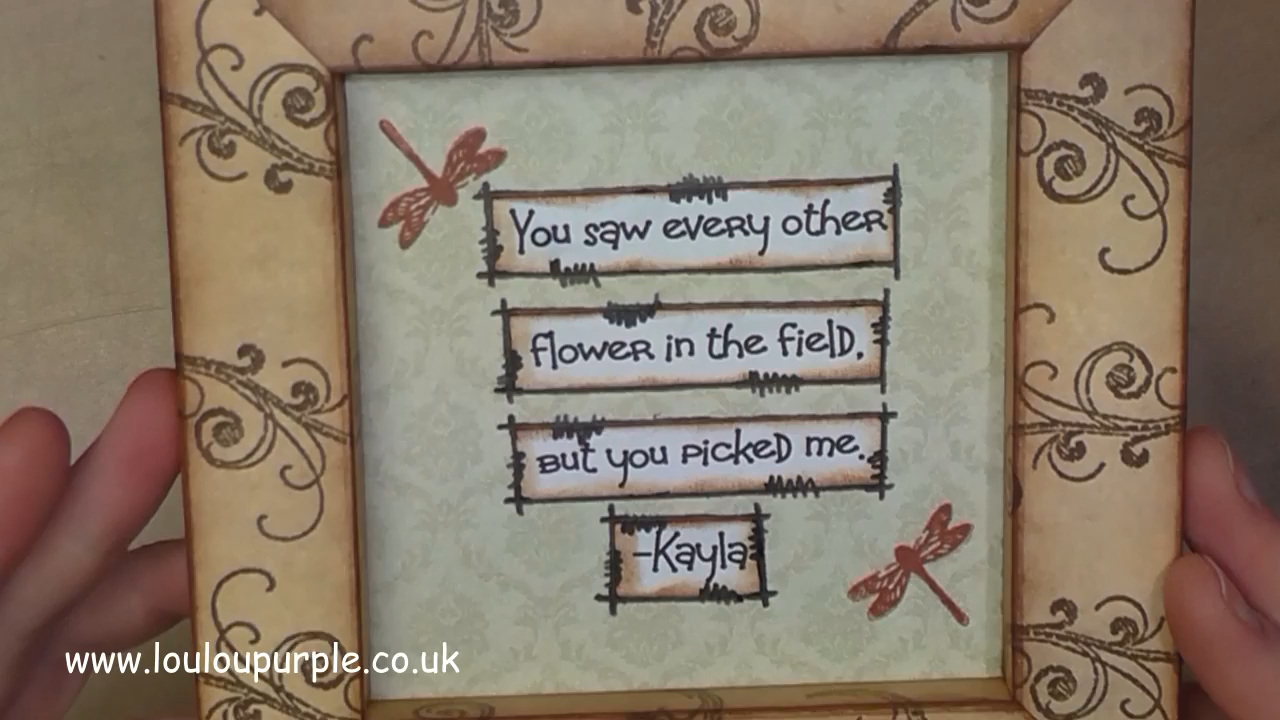 You saw every other
flower in the field,
But you picked me.
-Kayla
www.louloupurple.co.uk